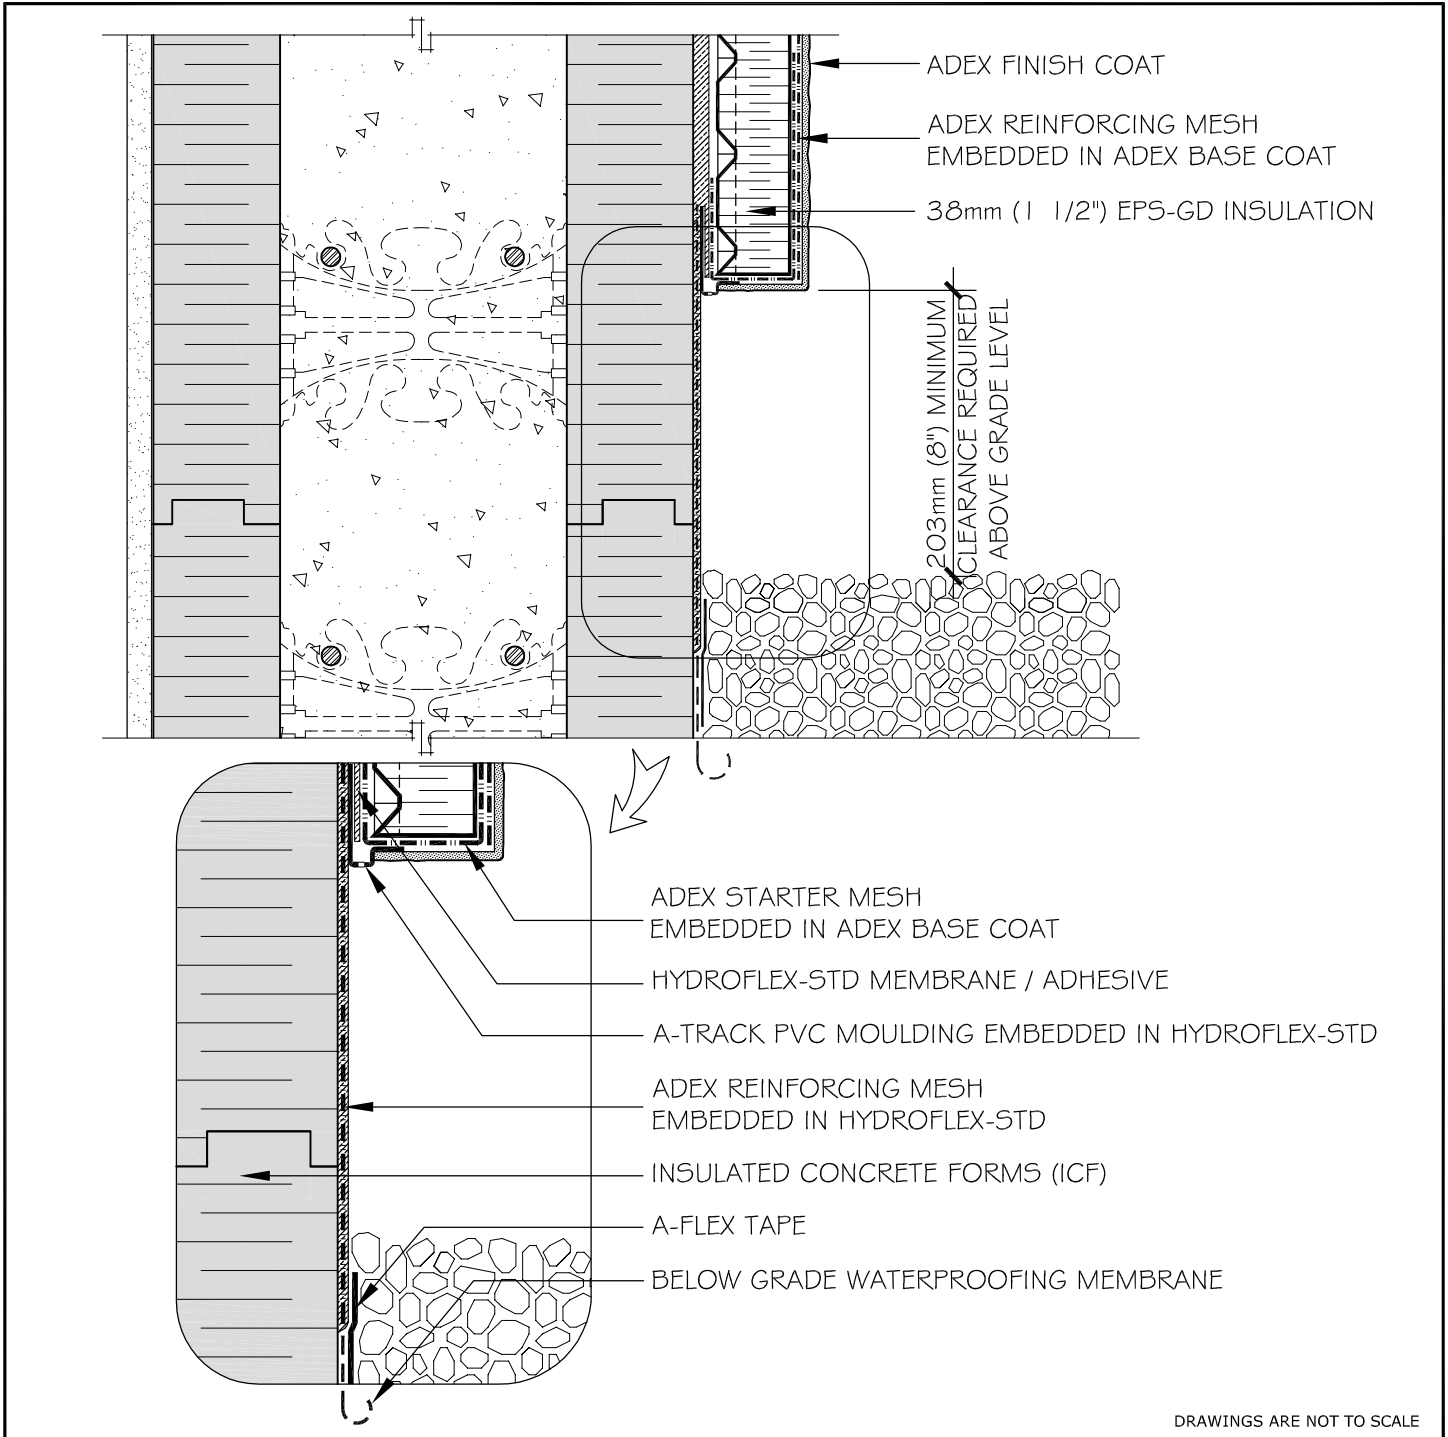 ADEX FINISH COAT
ADEX REINFORCING MESH
EMBEDDED IN ADEX BASE COAT
38mm (1 1/2") EPS-GD INSULATION
203mm (8") MINIMUM
CLEARANCE REQUIRED
ABOVE GRADE LEVEL
ADEX STARTER MESH
EMBEDDED IN ADEX BASE COAT
HYDROFLEX-STD MEMBRANE / ADHESIVE
A-TRACK PVC MOULDING EMBEDDED IN HYDROFLEX-STD
ADEX REINFORCING MESH
EMBEDDED IN HYDROFLEX-STD
INSULATED CONCRETE FORMS (ICF)
A-FLEX TAPE
BELOW GRADE WATERPROOFING MEMBRANE
DRAWINGS ARE NOT TO SCALE